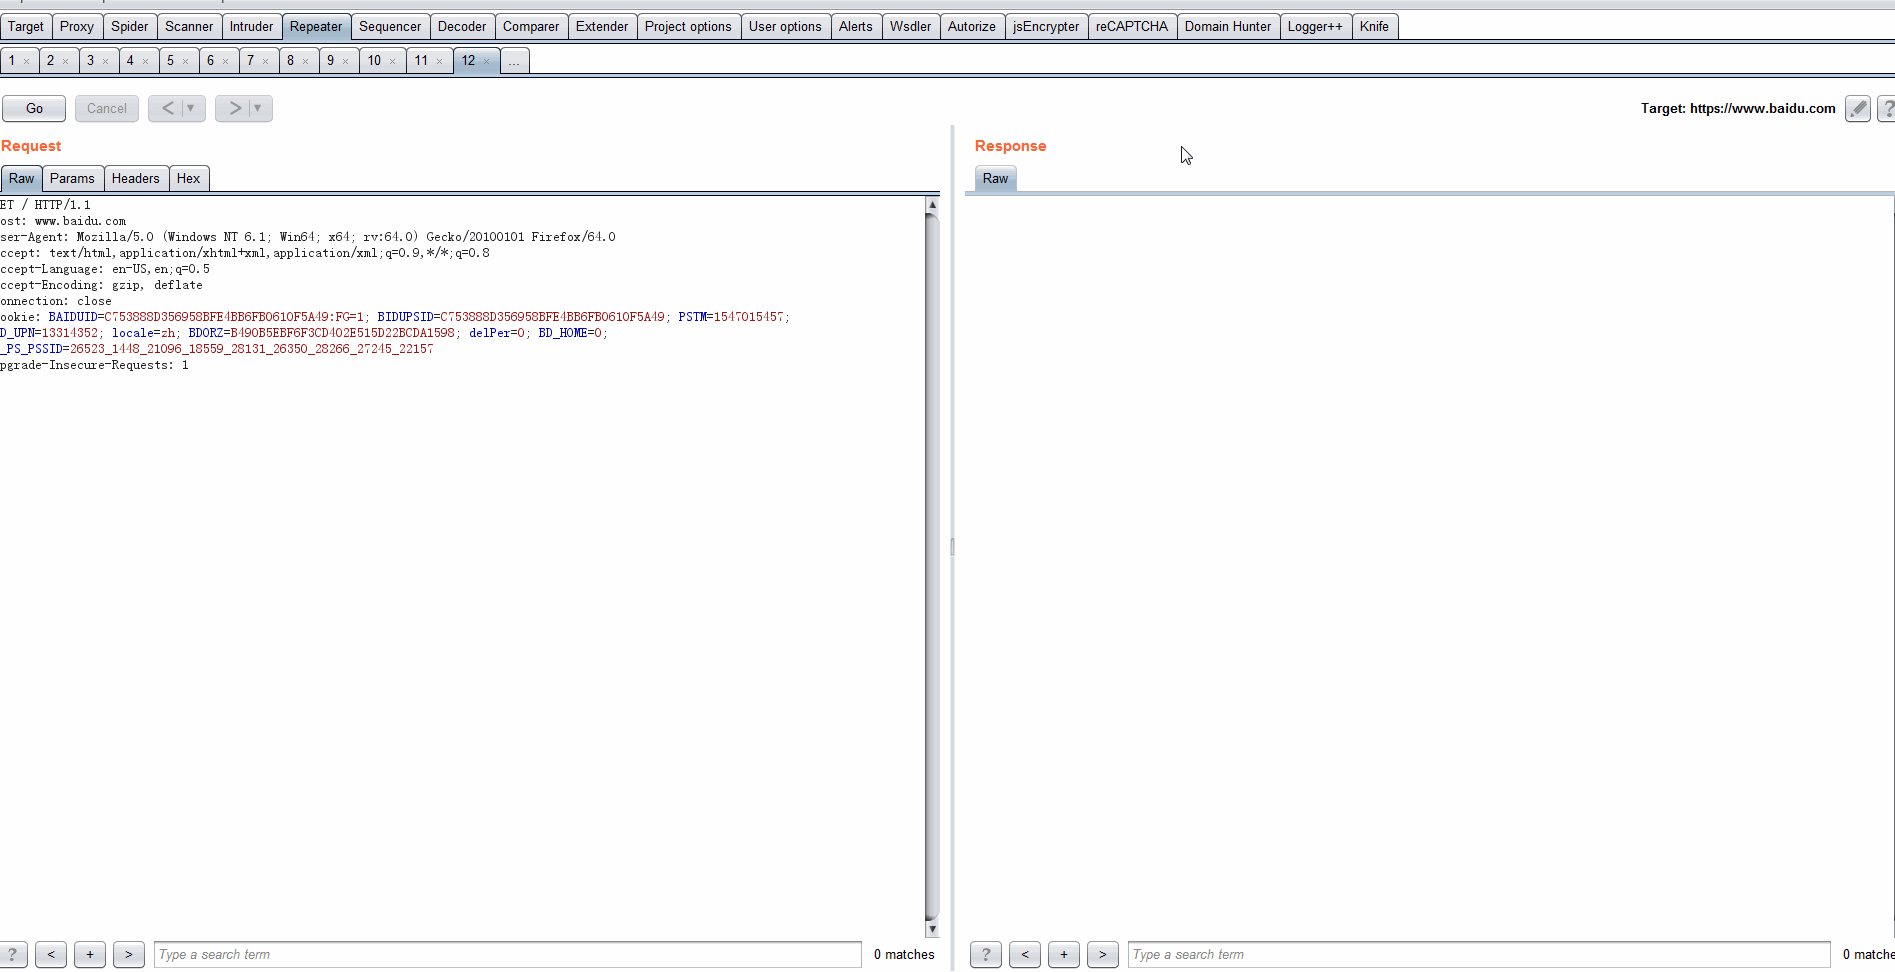 Target Proxy Spider Scanner Intruder Repeater Sequencer Decoder Comparer Extender Project options User options Alerts Wsdler Autorize jsEncrypter reCAPTCHA Domain Hunter Logger++ Knife
1 × 2 × 3 × 4 × 5 × 6 × 7 × 8 × 9 × 10 × 11 × 12 × ...
Go Cancel < ▼ > ▼ Target: https://www.baidu.com ?
Request
Raw Params Headers Hex
ET / HTTP/1.1
ost: www.baidu.com
ser-Agent: Mozilla/5.0 (Windows NT 6.1; Win64; x64; rv:64.0) Gecko/20100101 Firefox/64.0
ccept: text/html,application/xhtml+xml,application/xml;q=0.9,*/*;q=0.8
ccept-Language: en-US,en;q=0.5
ccept-Encoding: gzip, deflate
onnection: close
ookie: BAIDUID=C753888D356958BFE4BB6FB0610F5A49:FG=1; BIDUPSID=C753888D356958BFE4BB6FB0610F5A49; PSTM=1547015457;
D_UPN=13314352; locale=zh; BDORZ=B490B5EBF6F3CD402E515D22BCDA1598; delPer=0; BD_HOME=0;
_PS_PSSID=26523_1448_21096_18559_28131_26350_28266_27245_22157
pgrade-Insecure-Requests: 1
? < + > Type a search term 0 matches
Response
Raw
? < + > Type a search term 0 matche